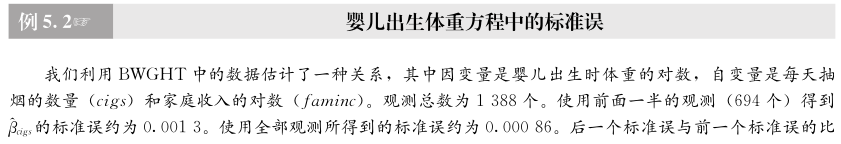 例 5.2☞ 婴儿出生体重方程中的标准误
我们利用 BWGHT 中的数据估计了一种关系，其中因变量是婴儿出生时体重的对数，自变量是每天抽
烟的数量（cigs）和家庭收入的对数（faminc）。观测总数为 1 388 个。使用前面一半的观测（694 个）得到
β̂cigs的标准误约为 0.001 3。使用全部观测所得到的标准误约为 0.000 86。后一个标准误与前一个标准误的比